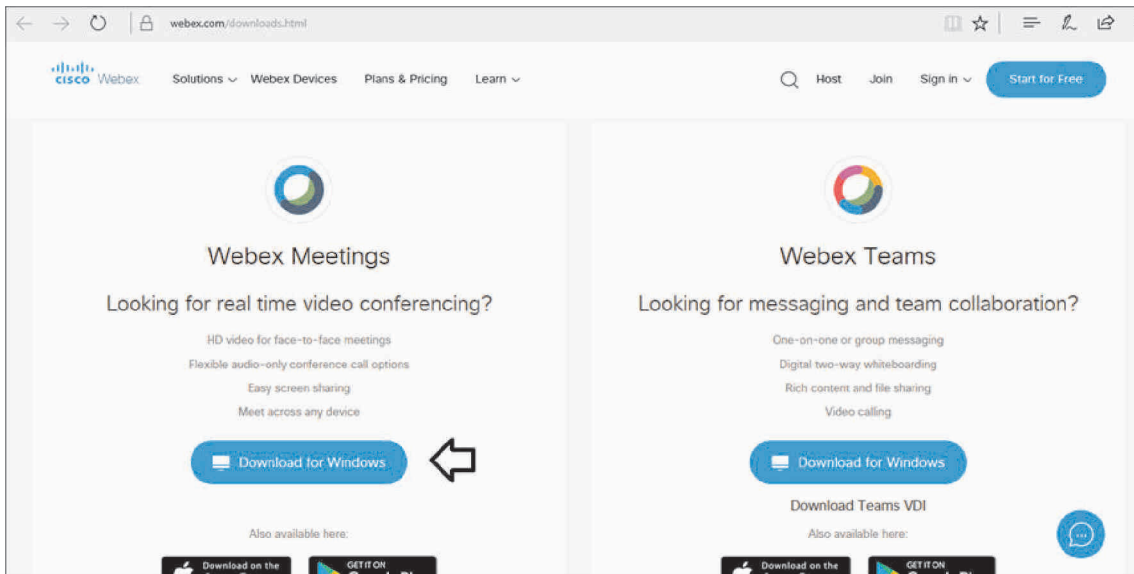 webex.com/downloads.html
CISCO Webex Solutions Webex Devices Plans & Pricing Learn Host Join Sign in Start for Free
Webex Meetings
Looking for real time video conferencing?
HD video for face-to-face meetings
Flexible audio-only conference call options
Easy screen sharing
Meet across any device
Download for Windows
Also available here:
Download on the
GET IT ON
Webex Teams
Looking for messaging and team collaboration?
One-on-one or group messaging
Digital two-way whiteboarding
Rich content and file sharing
Video calling
Download for Windows
Download Teams VDI
Also available here:
Download on the
GET IT ON